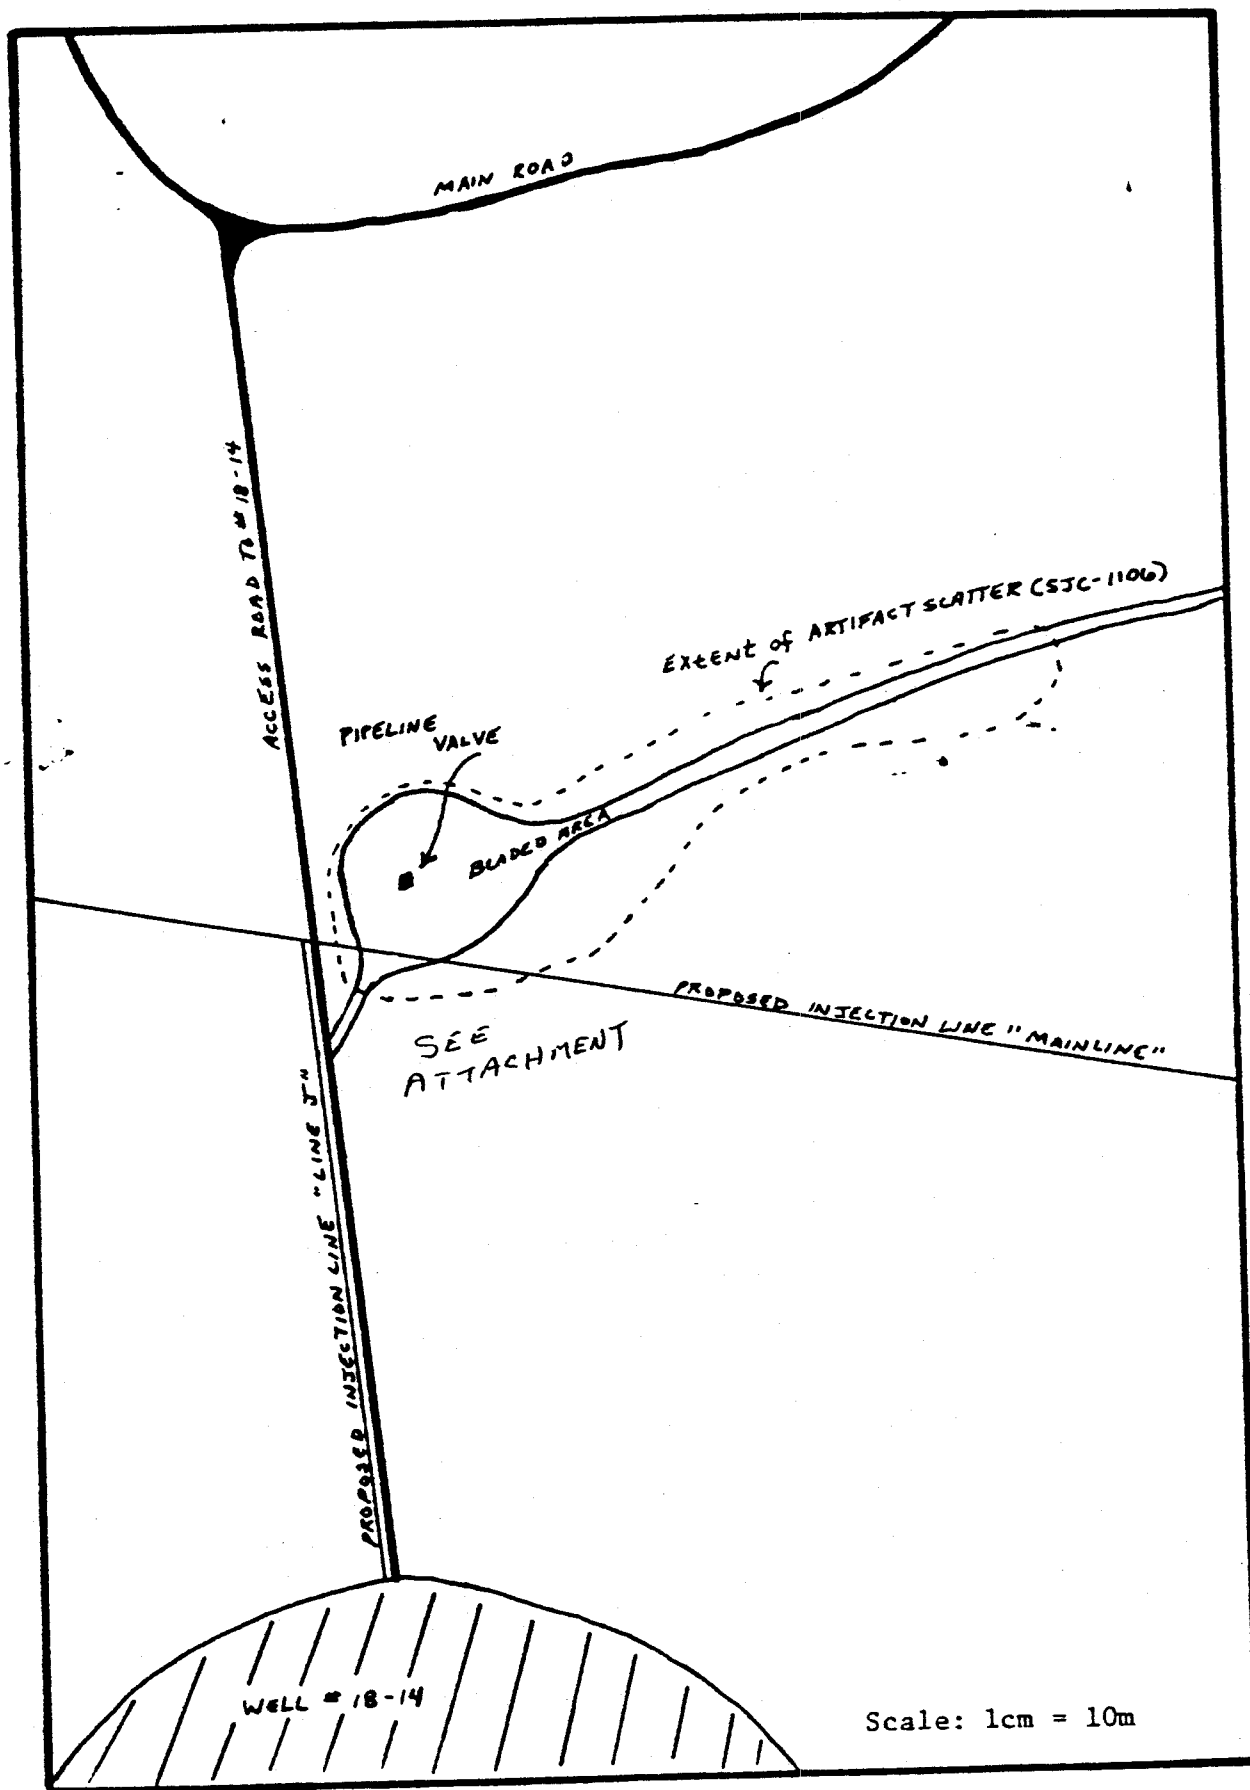 MAIN ROAD
ACCESS ROAD TO # 18-14
EXTENT of ARTIFACT SCATTER (SJC-1106)
PIPELINE
VALVE
BLADED AREA
PROPOSED INJECTION LINE "MAINLINE"
SEE
ATTACHMENT
PROPOSED INJECTION LINE "LINE J"
WELL # 18-14
Scale: 1cm = 10m